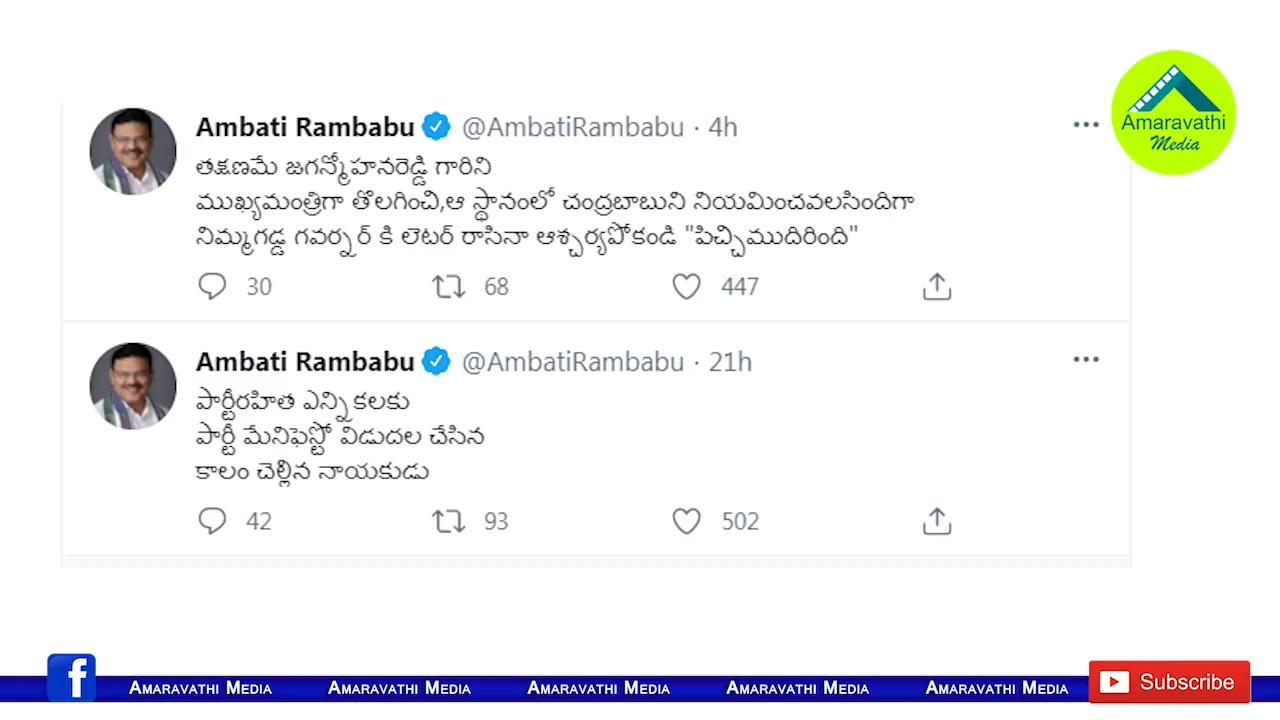 Amaravathi
Media
Ambati Rambabu @AmbatiRambabu · 4h
తక్షణమే జగన్మోహనరెడ్డి గారిని
ముఖ్యమంత్రిగా తొలగించి,ఆ స్థానంలో చంద్రబాబుని నియమించవలసిందిగా
నిమ్మగడ్డ గవర్నర్ కి లెటర్ రాసినా ఆశ్చర్యపోకండి "పిచ్చిముదిరింది"
30 68 447
Ambati Rambabu @AmbatiRambabu · 21h
పార్టీరహిత ఎన్ని కలకు
పార్టీ మేనిఫెస్టో విడుదల చేసిన
కాలం చెల్లిన నాయకుడు
42 93 502
f Amaravathi Media Amaravathi Media Amaravathi Media Amaravathi Media Amaravathi Media Subscribe